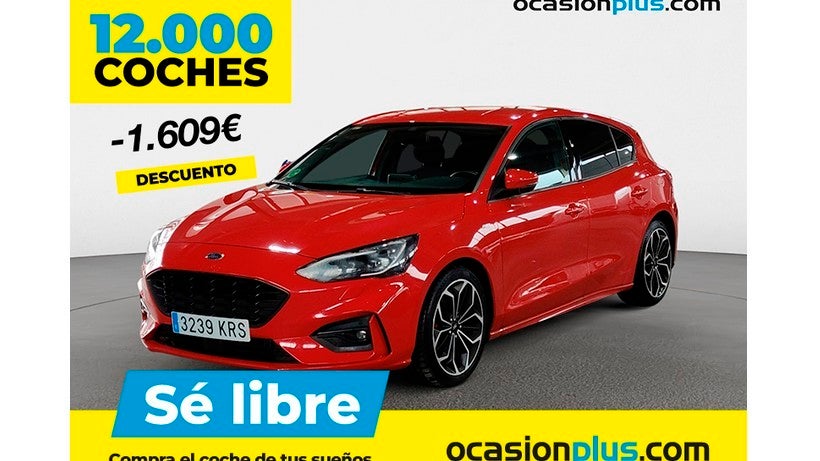 ocasionplus.com
12.000
COCHES
-1.609€
DESCUENTO
Ford
3239 KRS
Sé libre
Compra el coche de tus sueños
ocasionplus.com